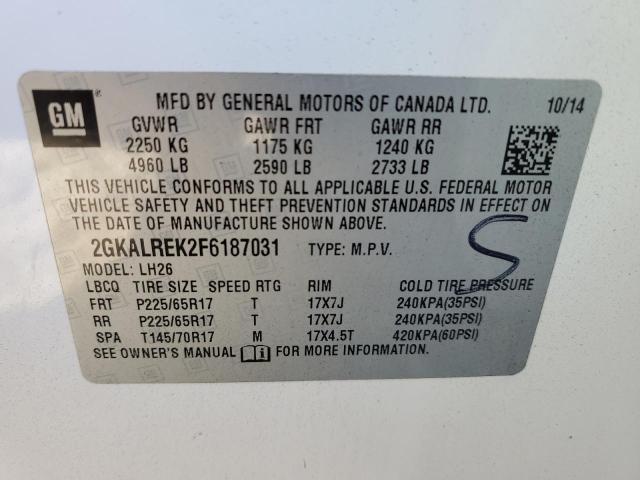 GM ® MFD BY GENERAL MOTORS OF CANADA LTD. 10/14
GVWR GAWR FRT GAWR RR
2250 KG 1175 KG 1240 KG
4960 LB 2590 LB 2733 LB
THIS VEHICLE CONFORMS TO ALL APPLICABLE U.S. FEDERAL MOTOR
VEHICLE SAFETY AND THEFT PREVENTION STANDARDS IN EFFECT ON
THE DATE OF MANUFACTURE SHOWN ABOVE.
2GKALREK2F6187031 TYPE: M.P.V.
MODEL: LH26
LBCQ TIRE SIZE SPEED RTG RIM COLD TIRE PRESSURE
FRT P225/65R17 T 17X7J 240KPA(35PSI)
RR P225/65R17 T 17X7J 240KPA(35PSI)
SPA T145/70R17 M 17X4.5T 420KPA(60PSI)
SEE OWNER'S MANUAL i FOR MORE INFORMATION.
S